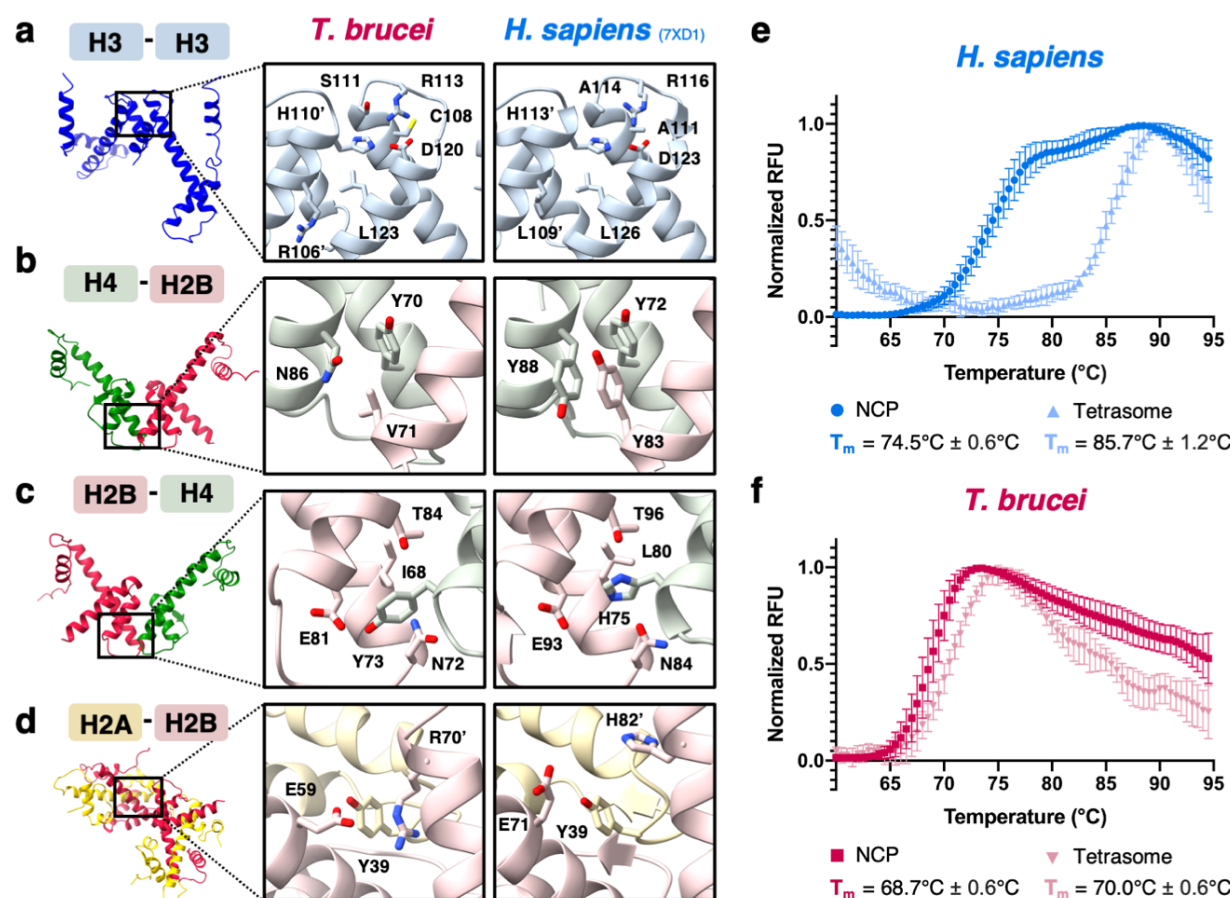 a
H3 - H3
T. brucei
H. sapiens (7XD1)
S111
R113
H110'
C108
D120
L123
R106'
A114
R116
H113'
A111
D123
L109'
L126
b
H4 - H2B
Y70
N86
V71
Y72
Y88
Y83
c
H2B - H4
T84
I68
E81
Y73
N72
T96
L80
E93
H75
N84
d
H2A - H2B
R70'
E59
Y39
H82'
E71
Y39
e
H. sapiens
Normalized RFU
1.0
0.5
0.0
65 70 75 80 85 90 95
Temperature (°C)
NCP
Tetrasome
Tm = 74.5°C ± 0.6°C
Tm = 85.7°C ± 1.2°C
f
T. brucei
Normalized RFU
1.0
0.5
0.0
65 70 75 80 85 90 95
Temperature (°C)
NCP
Tetrasome
Tm = 68.7°C ± 0.6°C
Tm = 70.0°C ± 0.6°C